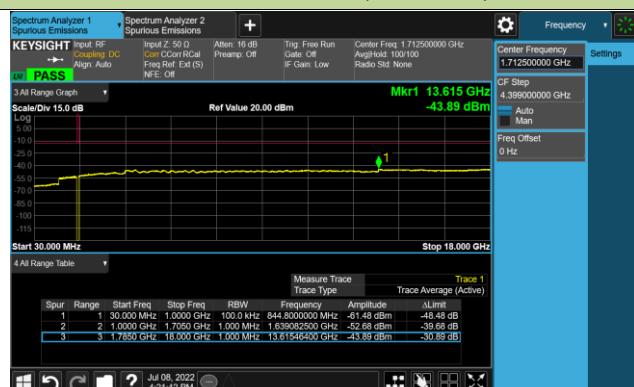 Spectrum Analyzer 1
Spurious Emissions
Spectrum Analyzer 2
Spurious Emissions
+
Frequency
KEYSIGHT
Input: RF
Coupling: DC
Align: Auto
Input Z: 50 Ω
Corr CCorr RCal
Freq Ref: Ext (S)
NFE: Off
Atten: 16 dB
Preamp: Off
Trig: Free Run
Gate: Off
IF Gain: Low
Center Freq: 1.712500000 GHz
Avg|Hold: 100/100
Radio Std: None
PASS
Center Frequency
1.712500000 GHz
Settings
CF Step
4.399000000 GHz
Auto
Man
Freq Offset
0 Hz
3 All Range Graph
Mkr1 13.615 GHz
Scale/Div 15.0 dB
Ref Value 20.00 dBm
-43.89 dBm
Log
5.00
-10.0
-25.0
-40.0
-55.0
-70.0
-85.0
-100
-115
1
Start 30.000 MHz
Stop 18.000 GHz
4 All Range Table
Measure Trace Trace 1
Trace Type Trace Average (Active)
Spur Range Start Freq Stop Freq RBW Frequency Amplitude ΔLimit
1 1 30.000 MHz 1.0000 GHz 100.0 kHz 844.8000000 MHz -61.48 dBm -48.48 dB
2 2 1.0000 GHz 1.7050 GHz 1.000 MHz 1.639082500 GHz -52.68 dBm -39.68 dB
3 3 1.7850 GHz 18.000 GHz 1.000 MHz 13.61546400 GHz -43.89 dBm -30.89 dB
?
Jul 08, 2022